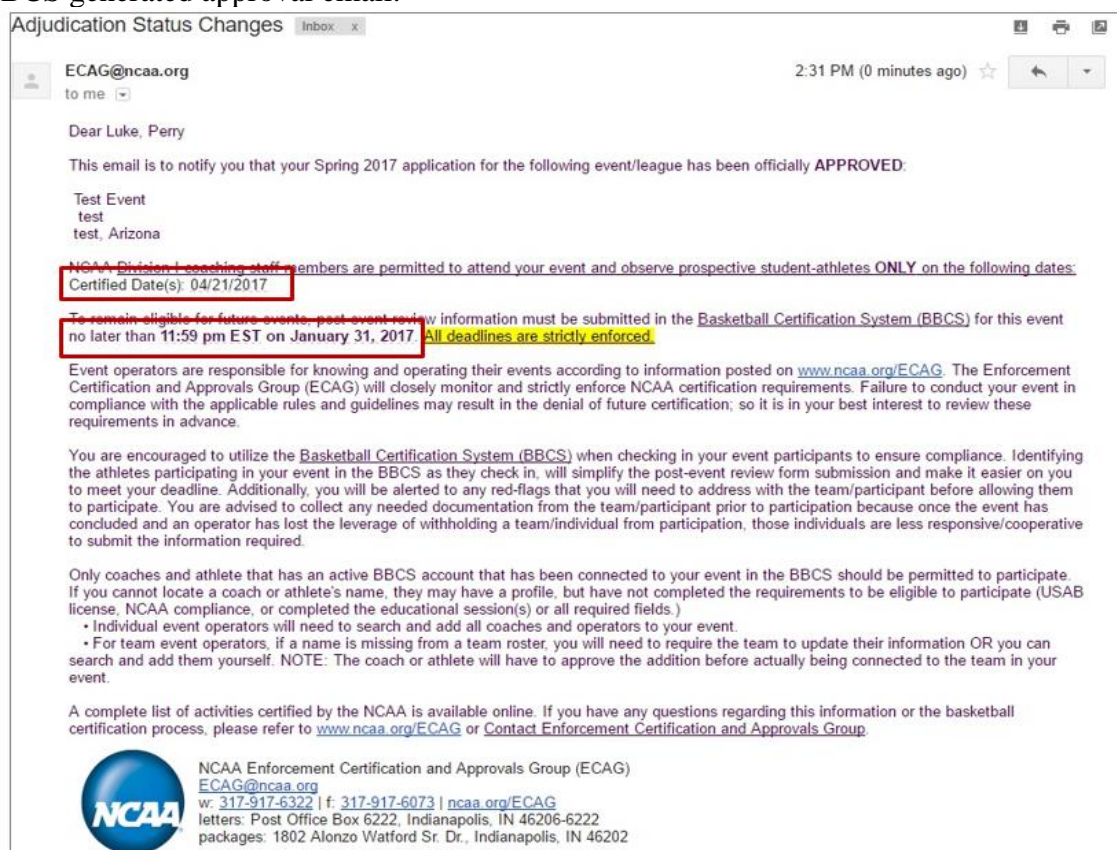 BCS generated approval email.
Adjudication Status Changes Inbox x
ECAG@ncaa.org 2:31 PM (0 minutes ago)
to me
Dear Luke, Perry
This email is to notify you that your Spring 2017 application for the following event/league has been officially APPROVED:
Test Event
test
test, Arizona
NCAA Division I coaching staff members are permitted to attend your event and observe prospective student-athletes ONLY on the following dates:
Certified Date(s): 04/21/2017
To remain eligible for future events, post event review information must be submitted in the Basketball Certification System (BBCS) for this event
no later than 11:59 pm EST on January 31, 2017. All deadlines are strictly enforced.
Event operators are responsible for knowing and operating their events according to information posted on www.ncaa.org/ECAG. The Enforcement
Certification and Approvals Group (ECAG) will closely monitor and strictly enforce NCAA certification requirements. Failure to conduct your event in
compliance with the applicable rules and guidelines may result in the denial of future certification; so it is in your best interest to review these
requirements in advance.
You are encouraged to utilize the Basketball Certification System (BBCS) when checking in your event participants to ensure compliance. Identifying
the athletes participating in your event in the BBCS as they check in, will simplify the post-event review form submission and make it easier on you
to meet your deadline. Additionally, you will be alerted to any red-flags that you will need to address with the team/participant before allowing them
to participate. You are advised to collect any needed documentation from the team/participant prior to participation because once the event has
concluded and an operator has lost the leverage of withholding a team/individual from participation, those individuals are less responsive/cooperative
to submit the information required.
Only coaches and athlete that has an active BBCS account that has been connected to your event in the BBCS should be permitted to participate.
If you cannot locate a coach or athlete's name, they may have a profile, but have not completed the requirements to be eligible to participate (USAB
license, NCAA compliance, or completed the educational session(s) or all required fields.)
• Individual event operators will need to search and add all coaches and operators to your event.
• For team event operators, if a name is missing from a team roster, you will need to require the team to update their information OR you can
search and add them yourself. NOTE: The coach or athlete will have to approve the addition before actually being connected to the team in your
event.
A complete list of activities certified by the NCAA is available online. If you have any questions regarding this information or the basketball
certification process, please refer to www.ncaa.org/ECAG or Contact Enforcement Certification and Approvals Group.
NCAA
NCAA Enforcement Certification and Approvals Group (ECAG)
ECAG@ncaa.org
w: 317-917-6322 | f: 317-917-6073 | ncaa.org/ECAG
letters: Post Office Box 6222, Indianapolis, IN 46206-6222
packages: 1802 Alonzo Watford Sr. Dr., Indianapolis, IN 46202